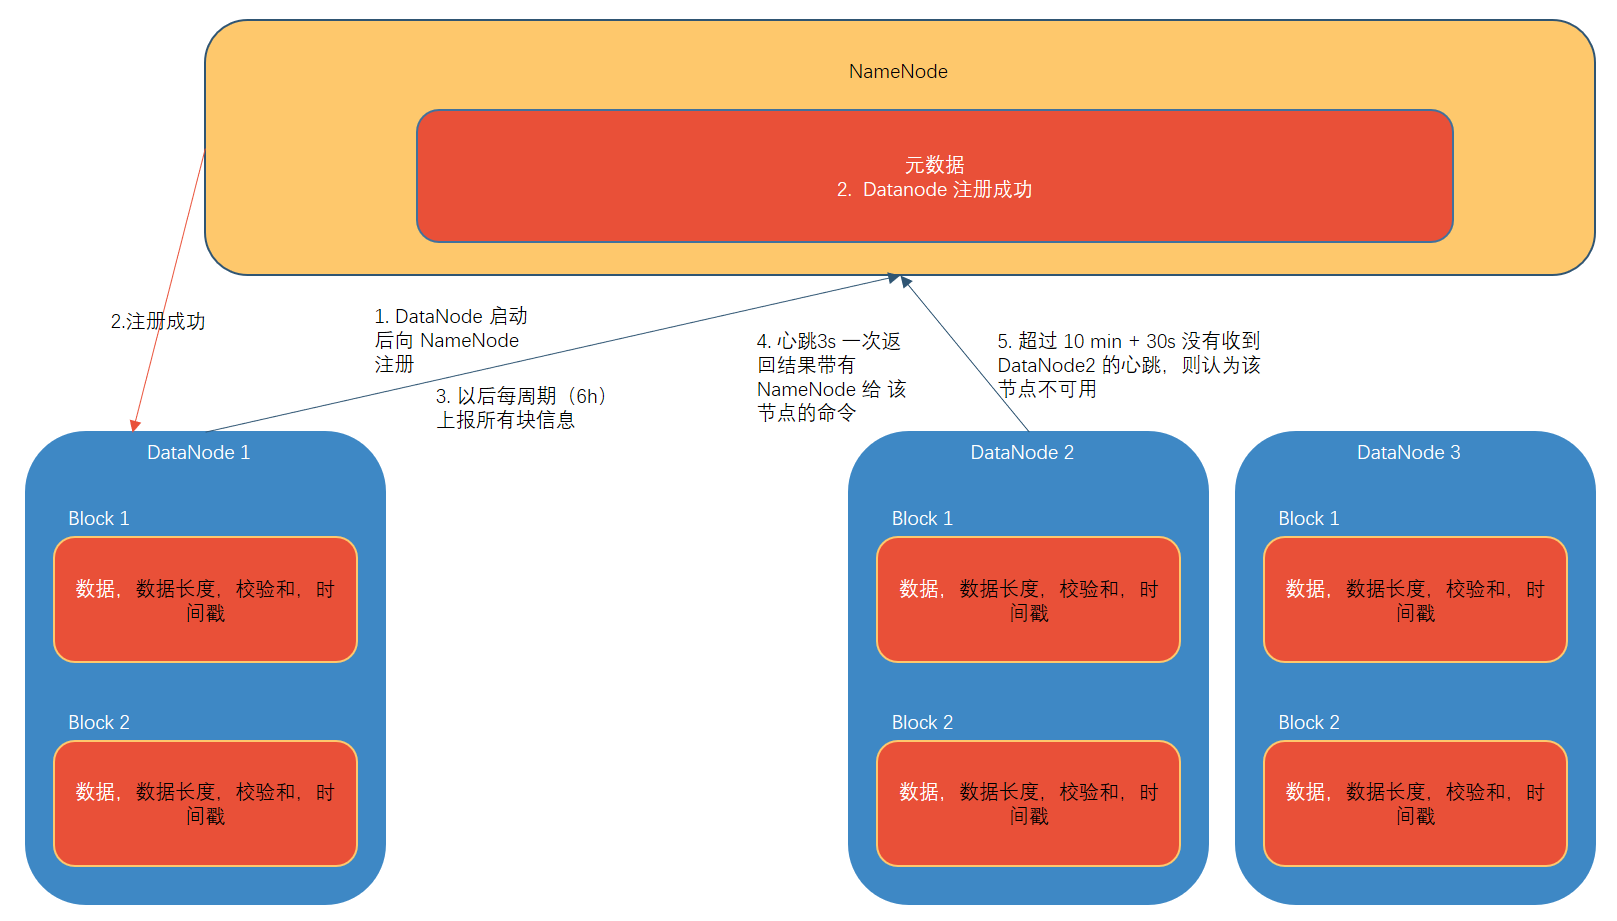 NameNode
元数据
2. Datanode 注册成功
2.注册成功
1. DataNode 启动
后向 NameNode
注册
3. 以后每周期（6h）
上报所有块信息
4. 心跳3s 一次返
回结果带有
NameNode 给 该
节点的命令
5. 超过 10 min + 30s 没有收到
DataNode2 的心跳，则认为该
节点不可用
DataNode 1
Block 1
数据，数据长度，校验和，时
间戳
Block 2
数据，数据长度，校验和，时
间戳
DataNode 2
Block 1
数据，数据长度，校验和，时
间戳
Block 2
数据，数据长度，校验和，时
间戳
DataNode 3
Block 1
数据，数据长度，校验和，时
间戳
Block 2
数据，数据长度，校验和，时
间戳